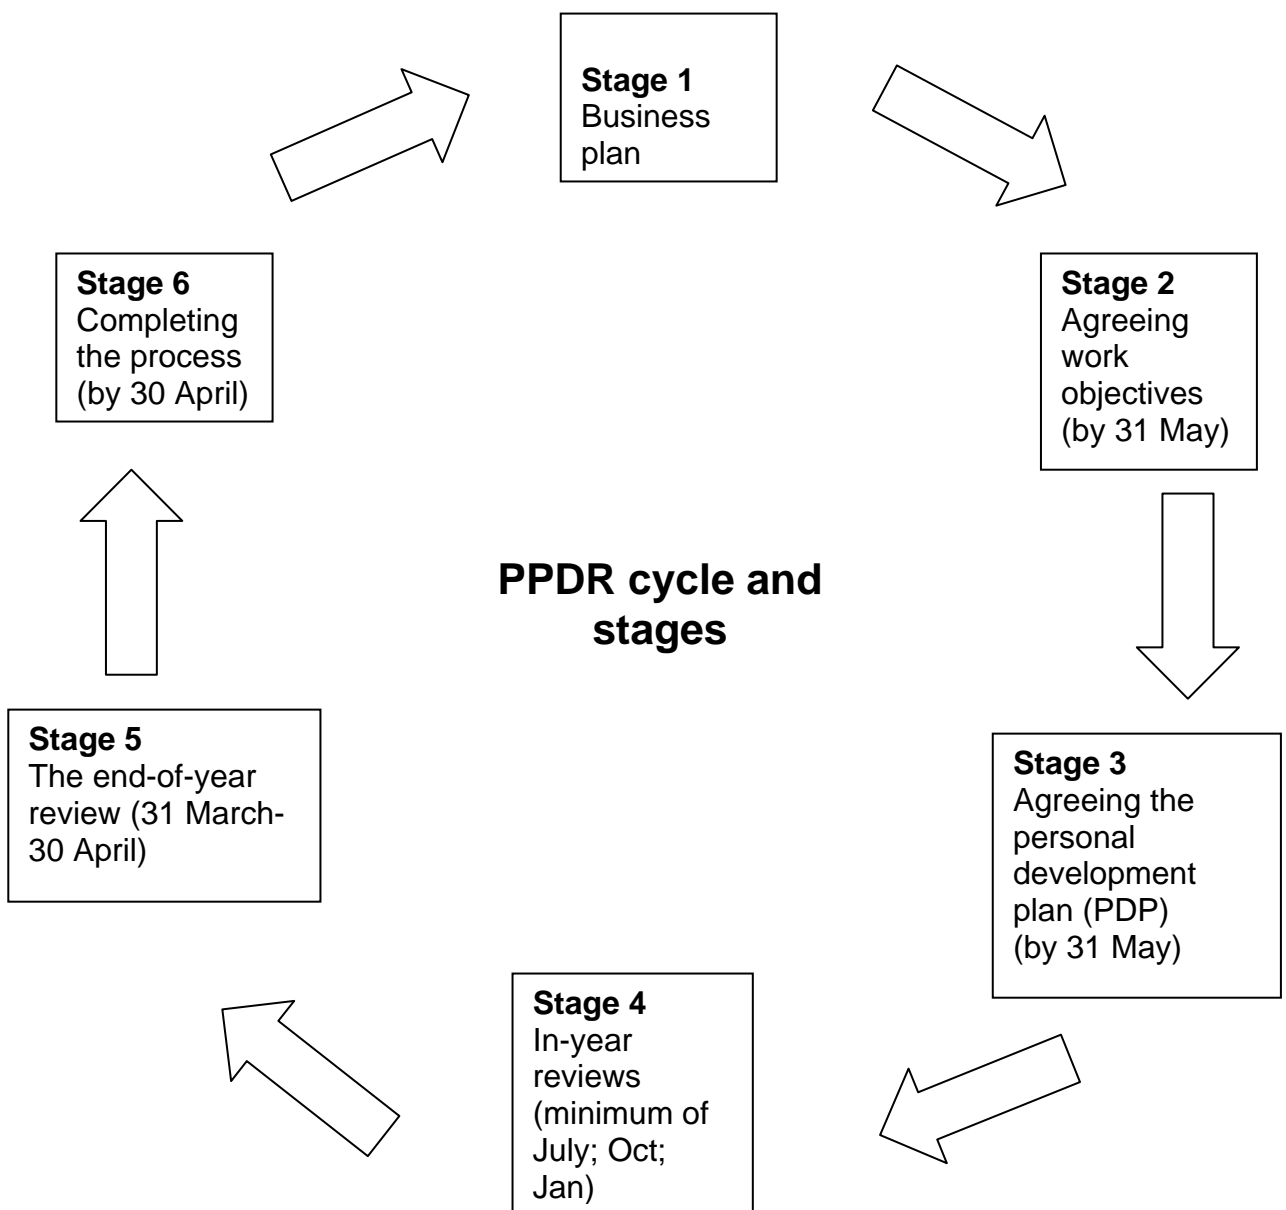 Stage 1
Business
plan
Stage 2
Agreeing
work
objectives
(by 31 May)
Stage 3
Agreeing the
personal
development
plan (PDP)
(by 31 May)
Stage 4
In-year
reviews
(minimum of
July; Oct;
Jan)
Stage 5
The end-of-year
review (31 March-
30 April)
Stage 6
Completing
the process
(by 30 April)
PPDR cycle and
stages